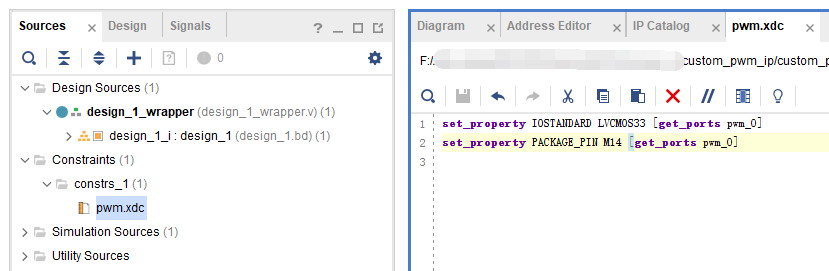 Sources
Design
Signals
0
Design Sources (1)
design_1_wrapper (design_1_wrapper.v) (1)
design_1_i : design_1 (design_1.bd) (1)
Constraints (1)
constrs_1 (1)
pwm.xdc
Simulation Sources (1)
Utility Sources
Diagram
Address Editor
IP Catalog
pwm.xdc
F:/
custom_pwm_ip/custom_p
1 set_property IOSTANDARD LVCMOS33 [get_ports pwm_0]
2 set_property PACKAGE_PIN M14 [get_ports pwm_0]
3